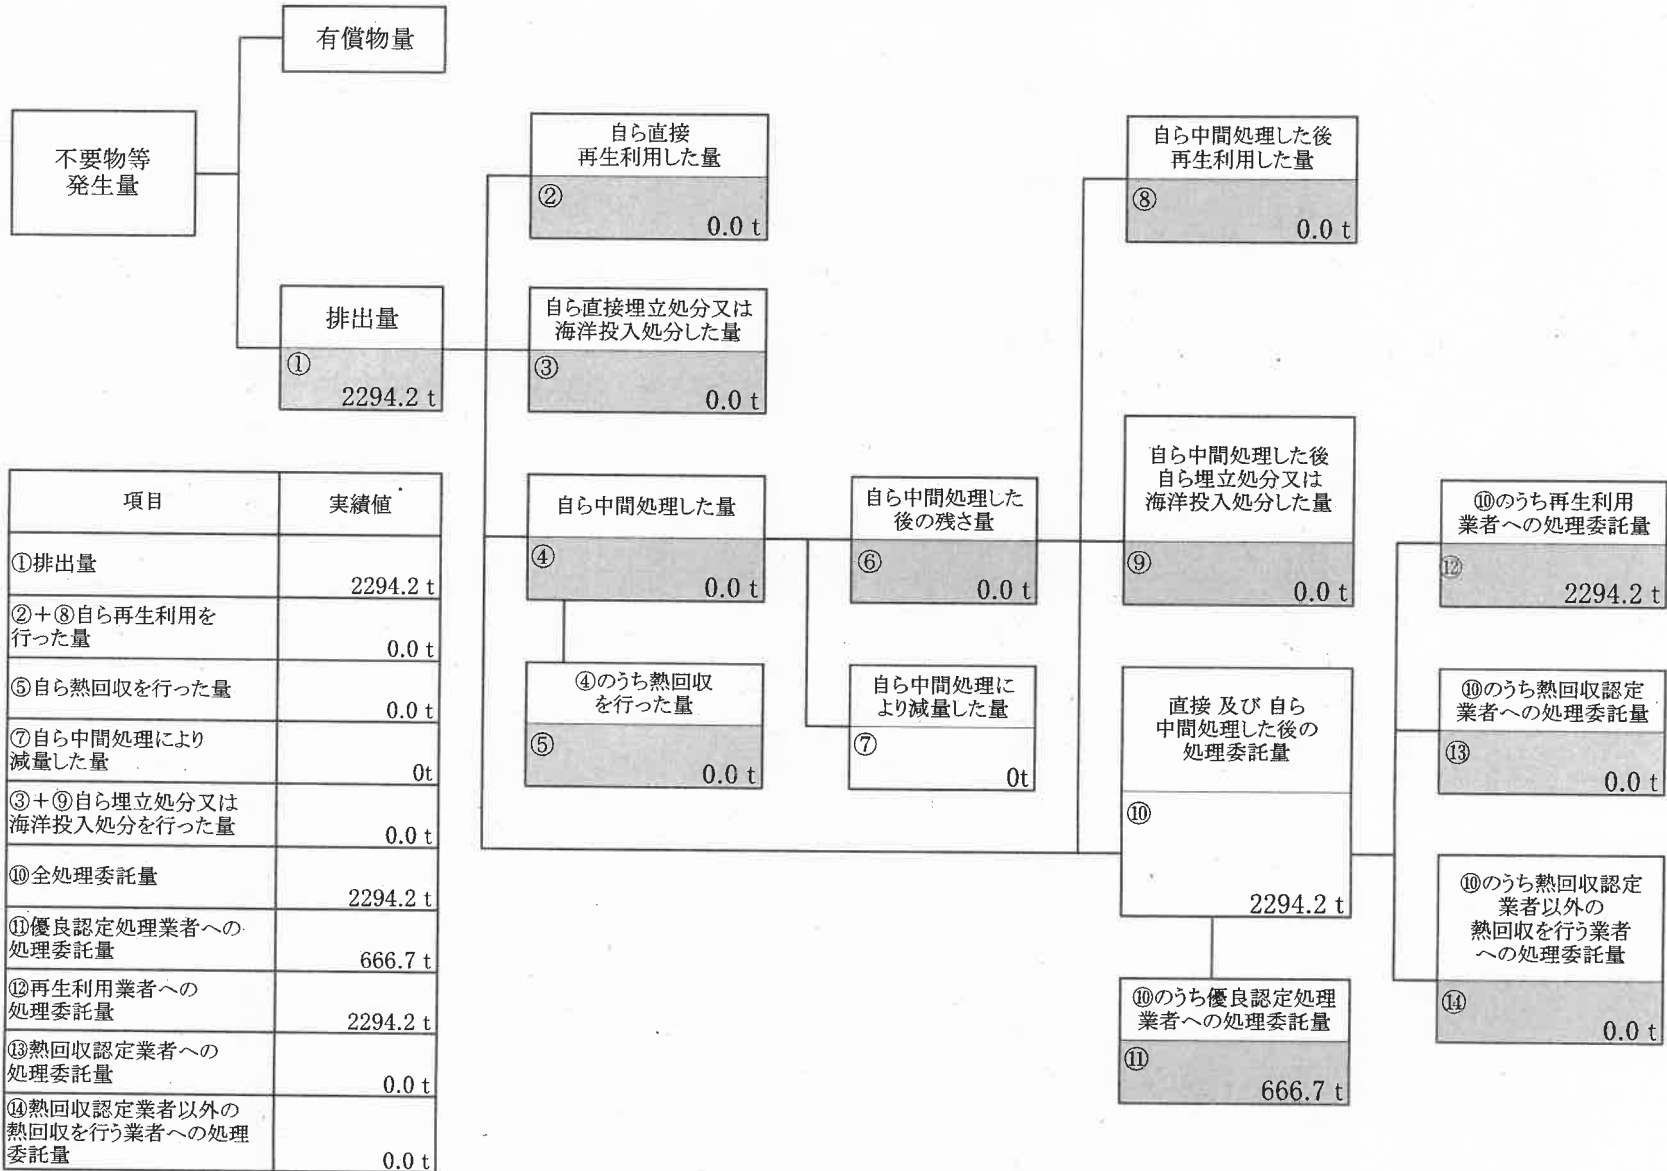 有償物量
不要物等
発生量
自ら直接
再生利用した量
②
0.0 t
自ら中間処理した後
再生利用した量
⑧
0.0 t
排出量
①
2294.2 t
自ら直接埋立処分又は
海洋投入処分した量
③
0.0 t
自ら中間処理した量
④
0.0 t
自ら中間処理した
後の残さ量
⑥
0.0 t
自ら中間処理した後
自ら埋立処分又は
海洋投入処分した量
⑨
0.0 t
⑩のうち再生利用
業者への処理委託量
⑫
2294.2 t
④のうち熱回収
を行った量
⑤
0.0 t
自ら中間処理に
より減量した量
⑦
0t
直接 及び 自ら
中間処理した後の
処理委託量
⑩
2294.2 t
⑩のうち熱回収認定
業者への処理委託量
⑬
0.0 t
⑩のうち熱回収認定
業者以外の
熱回収を行う業者
への処理委託量
⑭
0.0 t
⑩のうち優良認定処理
業者への処理委託量
⑪
666.7 t
項目 実績値
①排出量
2294.2 t
②+⑧自ら再生利用を
行った量
0.0 t
⑤自ら熱回収を行った量
0.0 t
⑦自ら中間処理により
減量した量
0t
③+⑨自ら埋立処分又は
海洋投入処分を行った量
0.0 t
⑩全処理委託量
2294.2 t
⑪優良認定処理業者への
処理委託量
666.7 t
⑫再生利用業者への
処理委託量
2294.2 t
⑬熱回収認定業者への
処理委託量
0.0 t
⑭熱回収認定業者以外の
熱回収を行う業者への処理
委託量
0.0 t